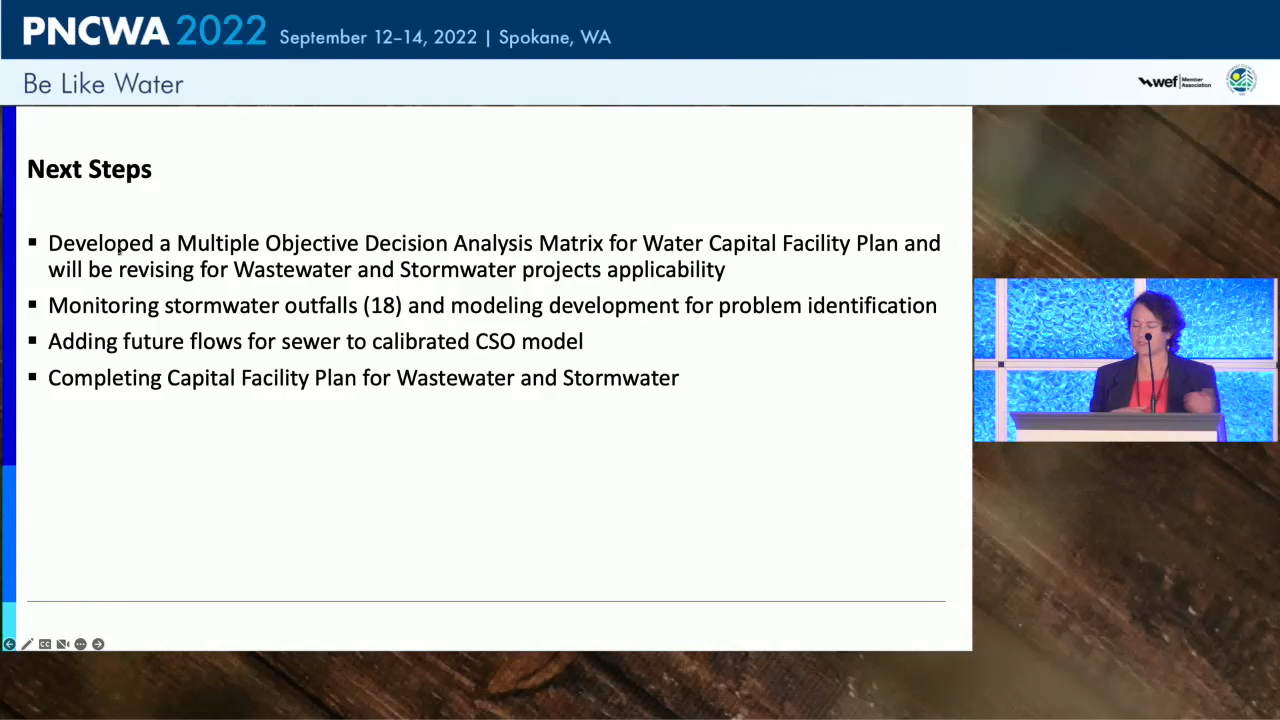 PNCWA 2022 September 12–14, 2022 | Spokane, WA
Be Like Water
wef Member Association
Next Steps
▪ Developed a Multiple Objective Decision Analysis Matrix for Water Capital Facility Plan and
will be revising for Wastewater and Stormwater projects applicability
▪ Monitoring stormwater outfalls (18) and modeling development for problem identification
▪ Adding future flows for sewer to calibrated CSO model
▪ Completing Capital Facility Plan for Wastewater and Stormwater
CC